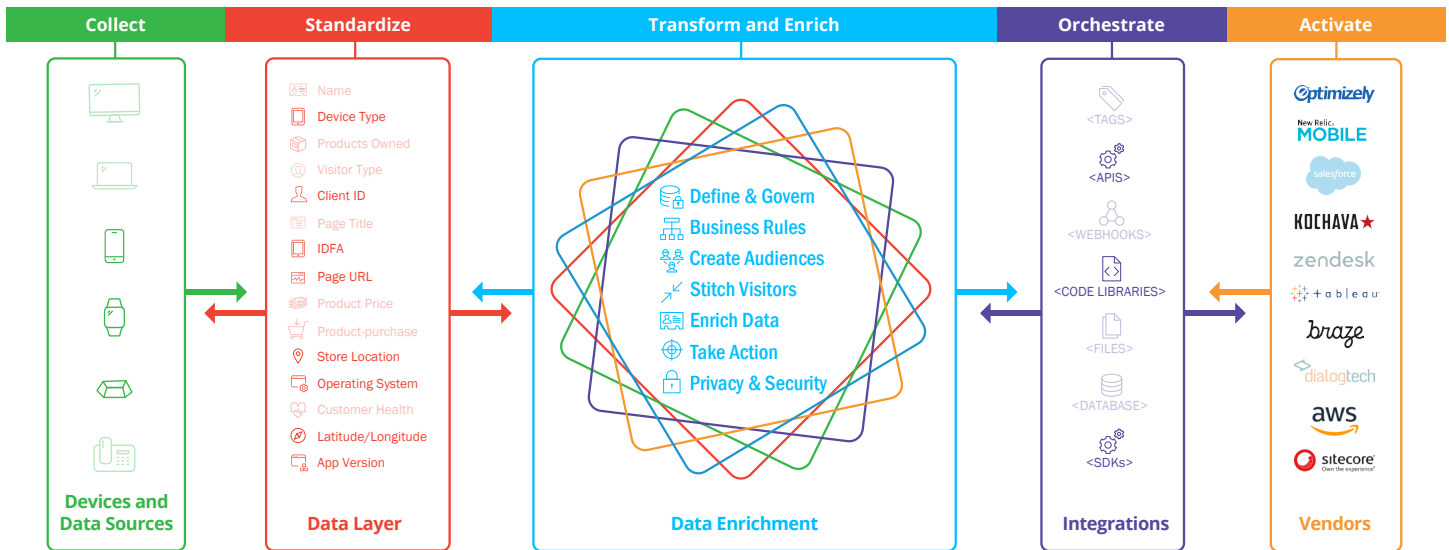 Collect
Standardize
Transform and Enrich
Orchestrate
Activate
Devices and
Data Sources
Name
Device Type
Products Owned
Visitor Type
Client ID
Page Title
IDFA
Page URL
Product Price
Product-purchase
Store Location
Operating System
Customer Health
Latitude/Longitude
App Version
Data Layer
Define & Govern
Business Rules
Create Audiences
Stitch Visitors
Enrich Data
Take Action
Privacy & Security
Data Enrichment
<TAGS>
<APIS>
<WEBHOOKS>
<CODE LIBRARIES>
<FILES>
<DATABASE>
<SDKs>
Integrations
Optimizely
New Relic.
MOBILE
salesforce
KOCHAVA
zendesk
+ a b l e a u
braze
dialogtech
aws
sitecore
Own the experience®
Vendors